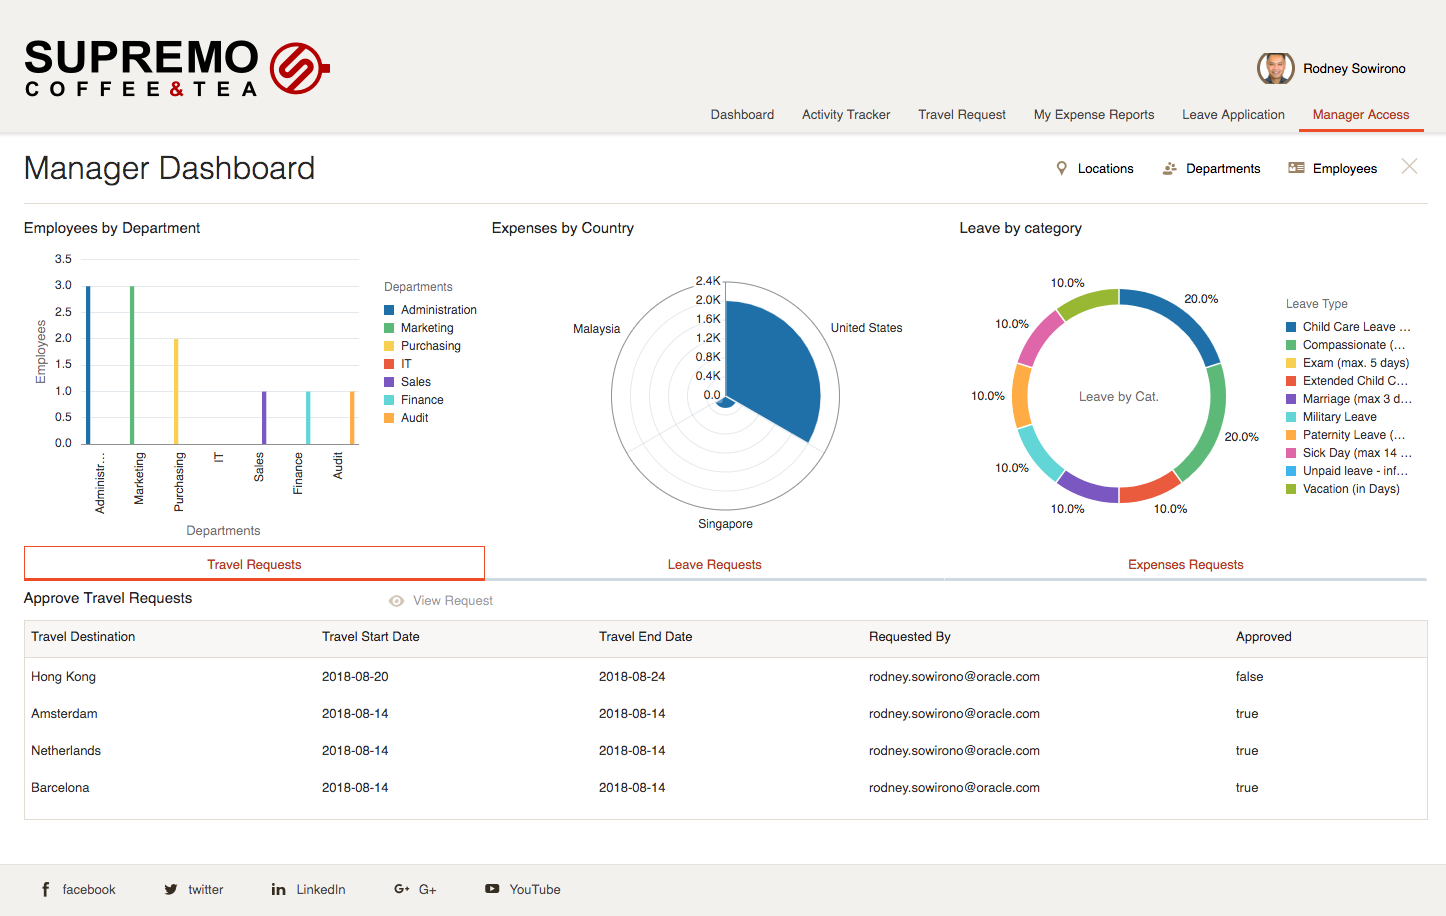 SUPREMO
COFFEE&TEA
Rodney Sowirono
Dashboard Activity Tracker Travel Request My Expense Reports Leave Application Manager Access
Manager Dashboard
Locations Departments Employees
Employees by Department
3.5
3.0
2.5
2.0
1.5
1.0
0.5
0.0
Employees
Administr...
Marketing
Purchasing
IT
Sales
Finance
Audit
Departments
Departments
Administration
Marketing
Purchasing
IT
Sales
Finance
Audit
Expenses by Country
2.4K
2.0K
1.6K
1.2K
0.8K
0.4K
0.0
Malaysia
United States
Singapore
Leave by category
10.0%
20.0%
10.0%
10.0%
Leave by Cat.
20.0%
10.0%
10.0%
10.0%
Leave Type
Child Care Leave ...
Compassionate (...
Exam (max. 5 days)
Extended Child C...
Marriage (max 3 d...
Military Leave
Paternity Leave (...
Sick Day (max 14 ...
Unpaid leave - inf...
Vacation (in Days)
Travel Requests Leave Requests Expenses Requests
Approve Travel Requests View Request
Travel Destination Travel Start Date Travel End Date Requested By Approved
Hong Kong 2018-08-20 2018-08-24 rodney.sowirono@oracle.com false
Amsterdam 2018-08-14 2018-08-14 rodney.sowirono@oracle.com true
Netherlands 2018-08-14 2018-08-14 rodney.sowirono@oracle.com true
Barcelona 2018-08-14 2018-08-14 rodney.sowirono@oracle.com true
facebook twitter LinkedIn G+ YouTube